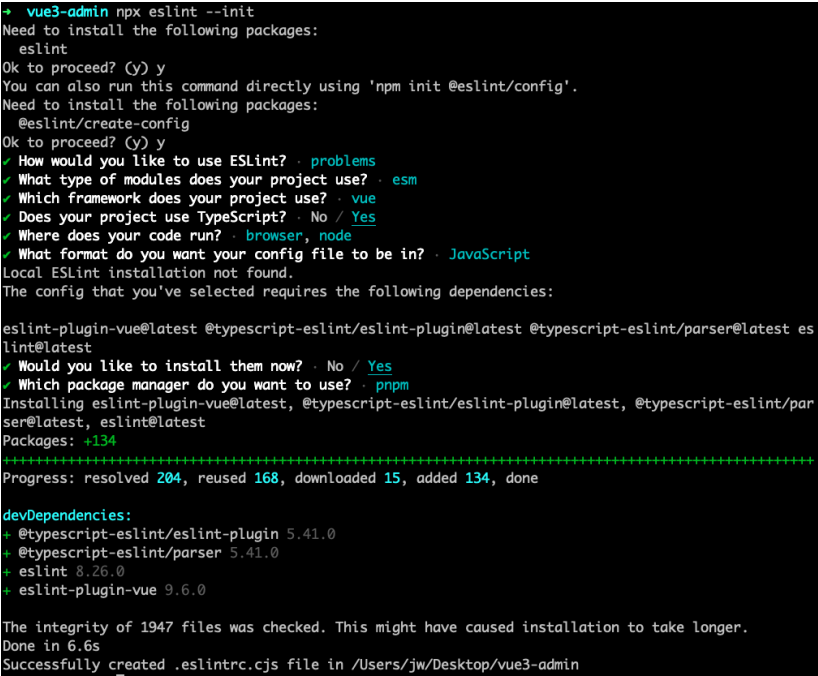 → vue3-admin npx eslint --init
Need to install the following packages:
  eslint
Ok to proceed? (y) y
You can also run this command directly using 'npm init @eslint/config'.
Need to install the following packages:
  @eslint/create-config
Ok to proceed? (y) y
✔ How would you like to use ESLint? · problems
✔ What type of modules does your project use? · esm
✔ Which framework does your project use? · vue
✔ Does your project use TypeScript? · No / Yes
✔ Where does your code run? · browser, node
✔ What format do you want your config file to be in? · JavaScript
Local ESLint installation not found.
The config that you've selected requires the following dependencies:

eslint-plugin-vue@latest @typescript-eslint/eslint-plugin@latest @typescript-eslint/parser@latest es
lint@latest
✔ Would you like to install them now? · No / Yes
✔ Which package manager do you want to use? · pnpm
Installing eslint-plugin-vue@latest, @typescript-eslint/eslint-plugin@latest, @typescript-eslint/par
ser@latest, eslint@latest
Packages: +134
++++++++++++++++++++++++++++++++++++++++++++++++++++++++++++++++++++++++++++++++++++++++++++++++++++
Progress: resolved 204, reused 168, downloaded 15, added 134, done

devDependencies:
+ @typescript-eslint/eslint-plugin 5.41.0
+ @typescript-eslint/parser 5.41.0
+ eslint 8.26.0
+ eslint-plugin-vue 9.6.0

The integrity of 1947 files was checked. This might have caused installation to take longer.
Done in 6.6s
Successfully created .eslintrc.cjs file in /Users/jw/Desktop/vue3-admin